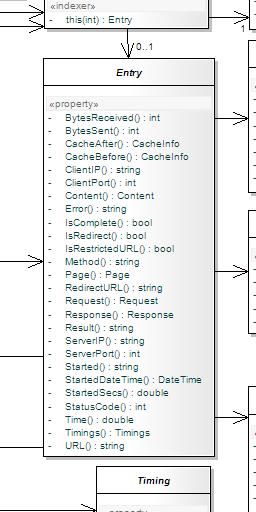 «indexer»
- this(int) : Entry
/0..1
1
Entry
«property»
- BytesReceived() : int
- BytesSent() : int
- CacheAfter() : CacheInfo
- CacheBefore() : CacheInfo
- ClientIP() : string
- ClientPort() : int
- Content() : Content
- Error() : string
- IsComplete() : bool
- IsRedirect() : bool
- IsRestrictedURL() : bool
- Method() : string
- Page() : Page
- RedirectURL() : string
- Request() : Request
- Response() : Response
- Result() : string
- ServerIP() : string
- ServerPort() : int
- Started() : string
- StartedDateTime() : DateTime
- StartedSecs() : double
- StatusCode() : int
- Time() : double
- Timings() : Timings
- URL() : string
Timing